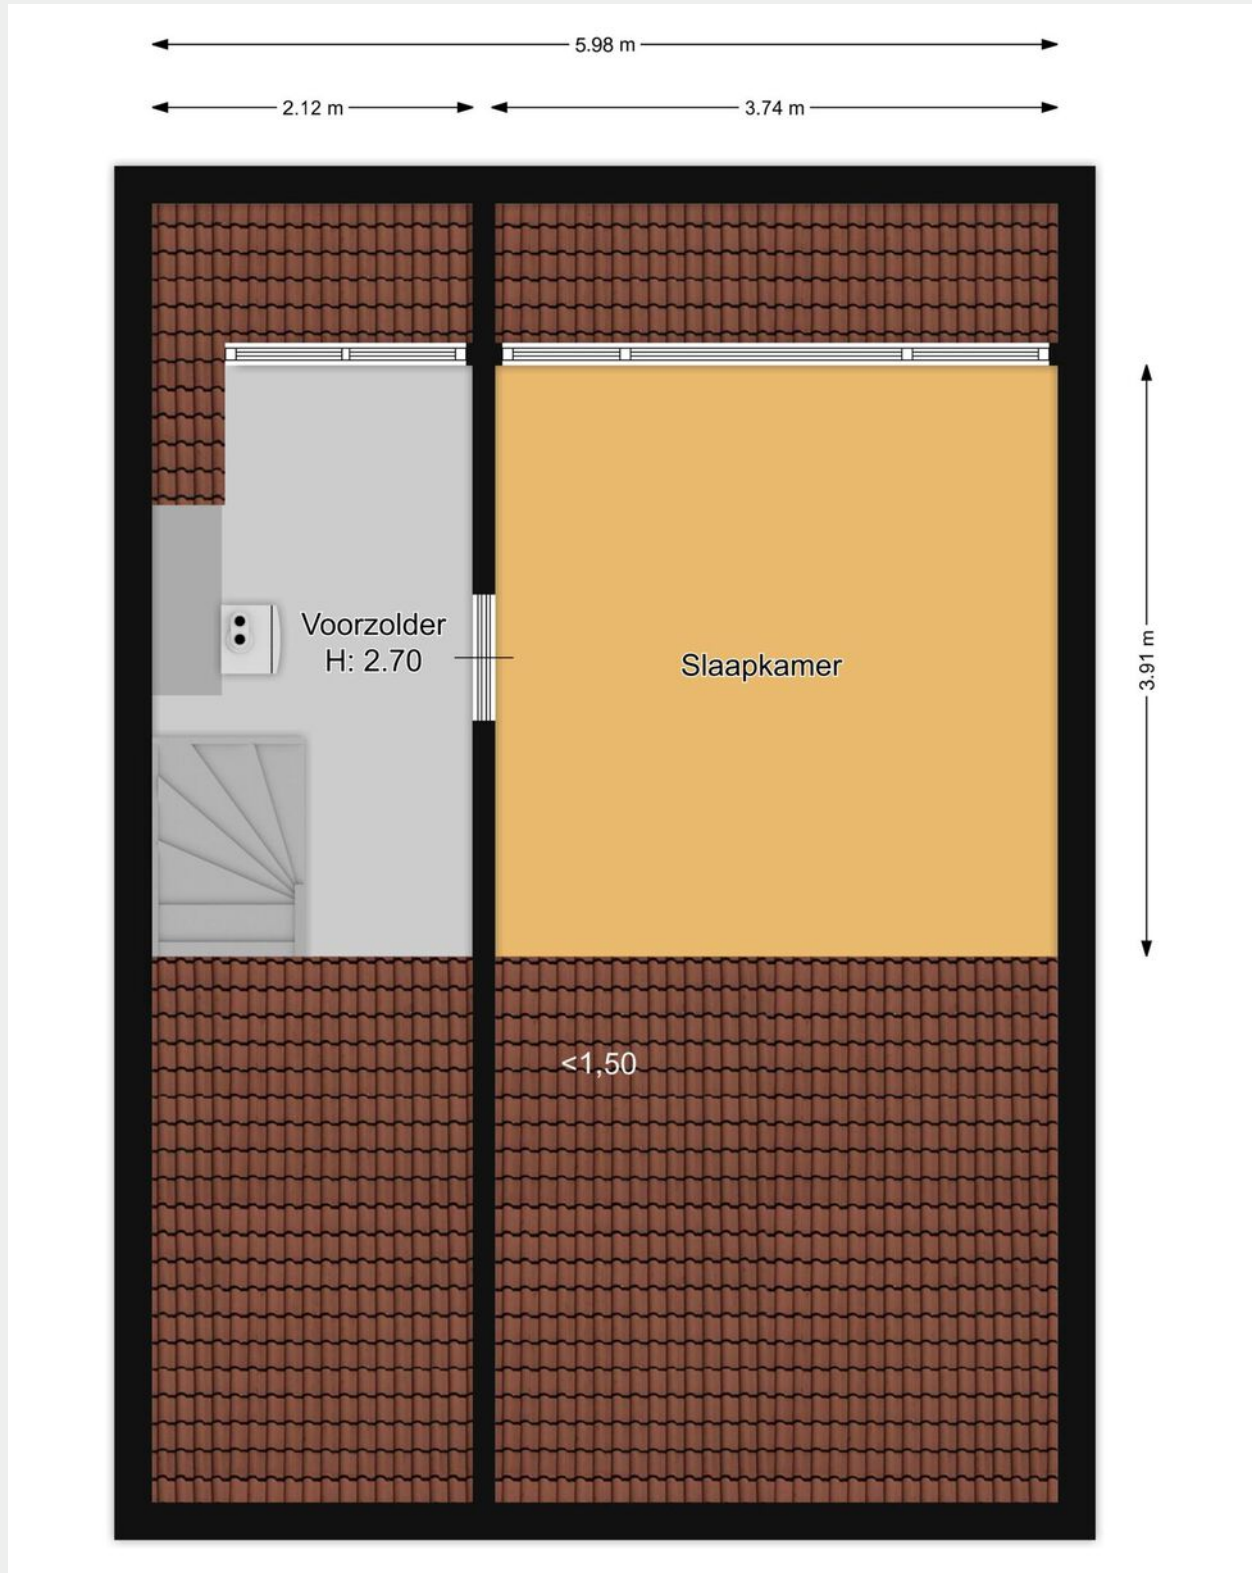 5.98 m
2.12 m
3.74 m
Voorzolder
H: 2.70
Slaapkamer
3.91 m
<1,50